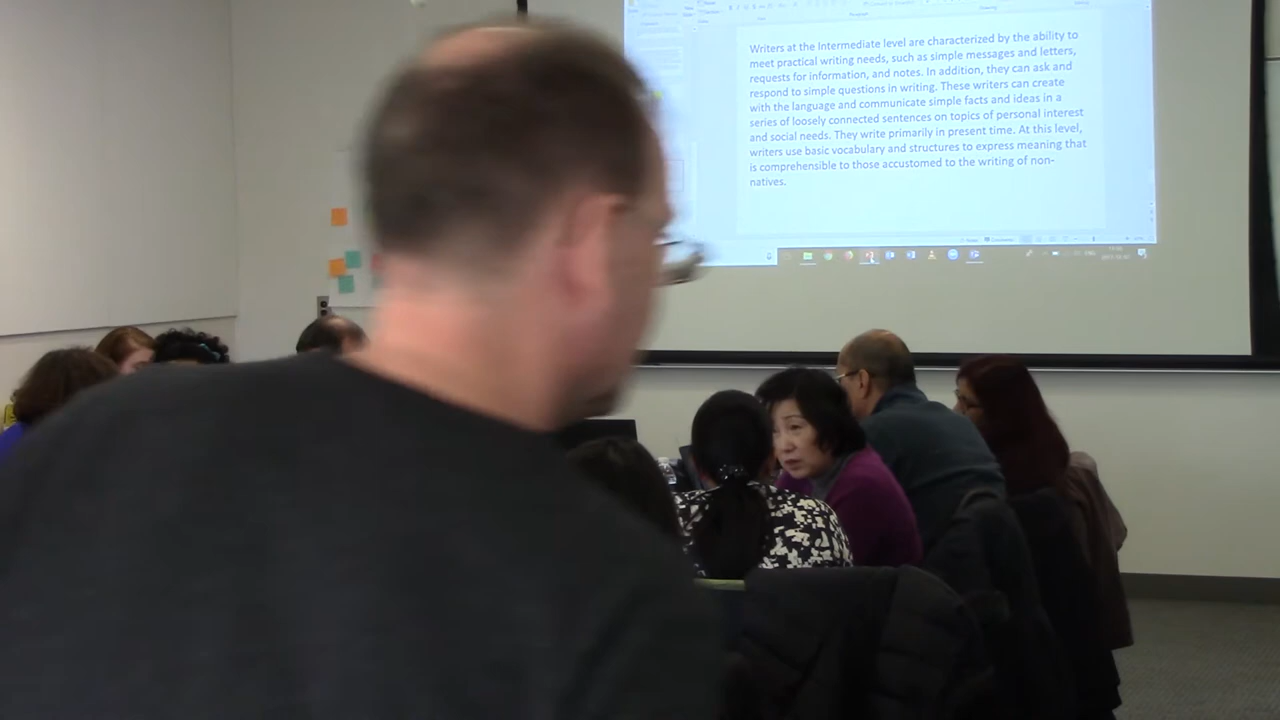 Writers at the Intermediate level are characterized by the ability to
meet practical writing needs, such as simple messages and letters,
requests for information, and notes. In addition, they can ask and
respond to simple questions in writing. These writers can create
with the language and communicate simple facts and ideas in a
series of loosely connected sentences on topics of personal interest
and social needs. They write primarily in present time. At this level,
writers use basic vocabulary and structures to express meaning that
is comprehensible to those accustomed to the writing of non-
natives.